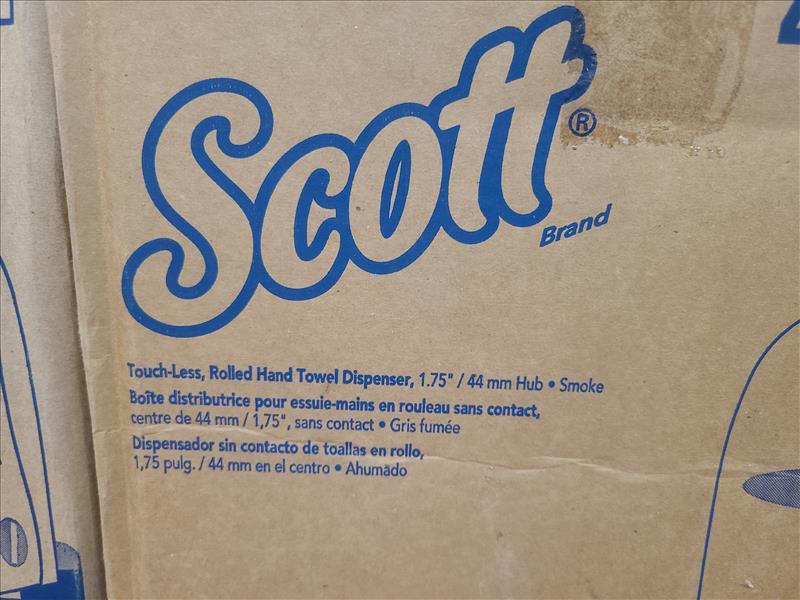 Scott®
Brand
Touch-Less, Rolled Hand Towel Dispenser, 1.75" / 44 mm Hub • Smoke
Boîte distributrice pour essuie-mains en rouleau sans contact,
centre de 44 mm / 1,75", sans contact • Gris fumée
Dispensador sin contacto de toallas en rollo,
1,75 pulg. / 44 mm en el centro • Ahumado